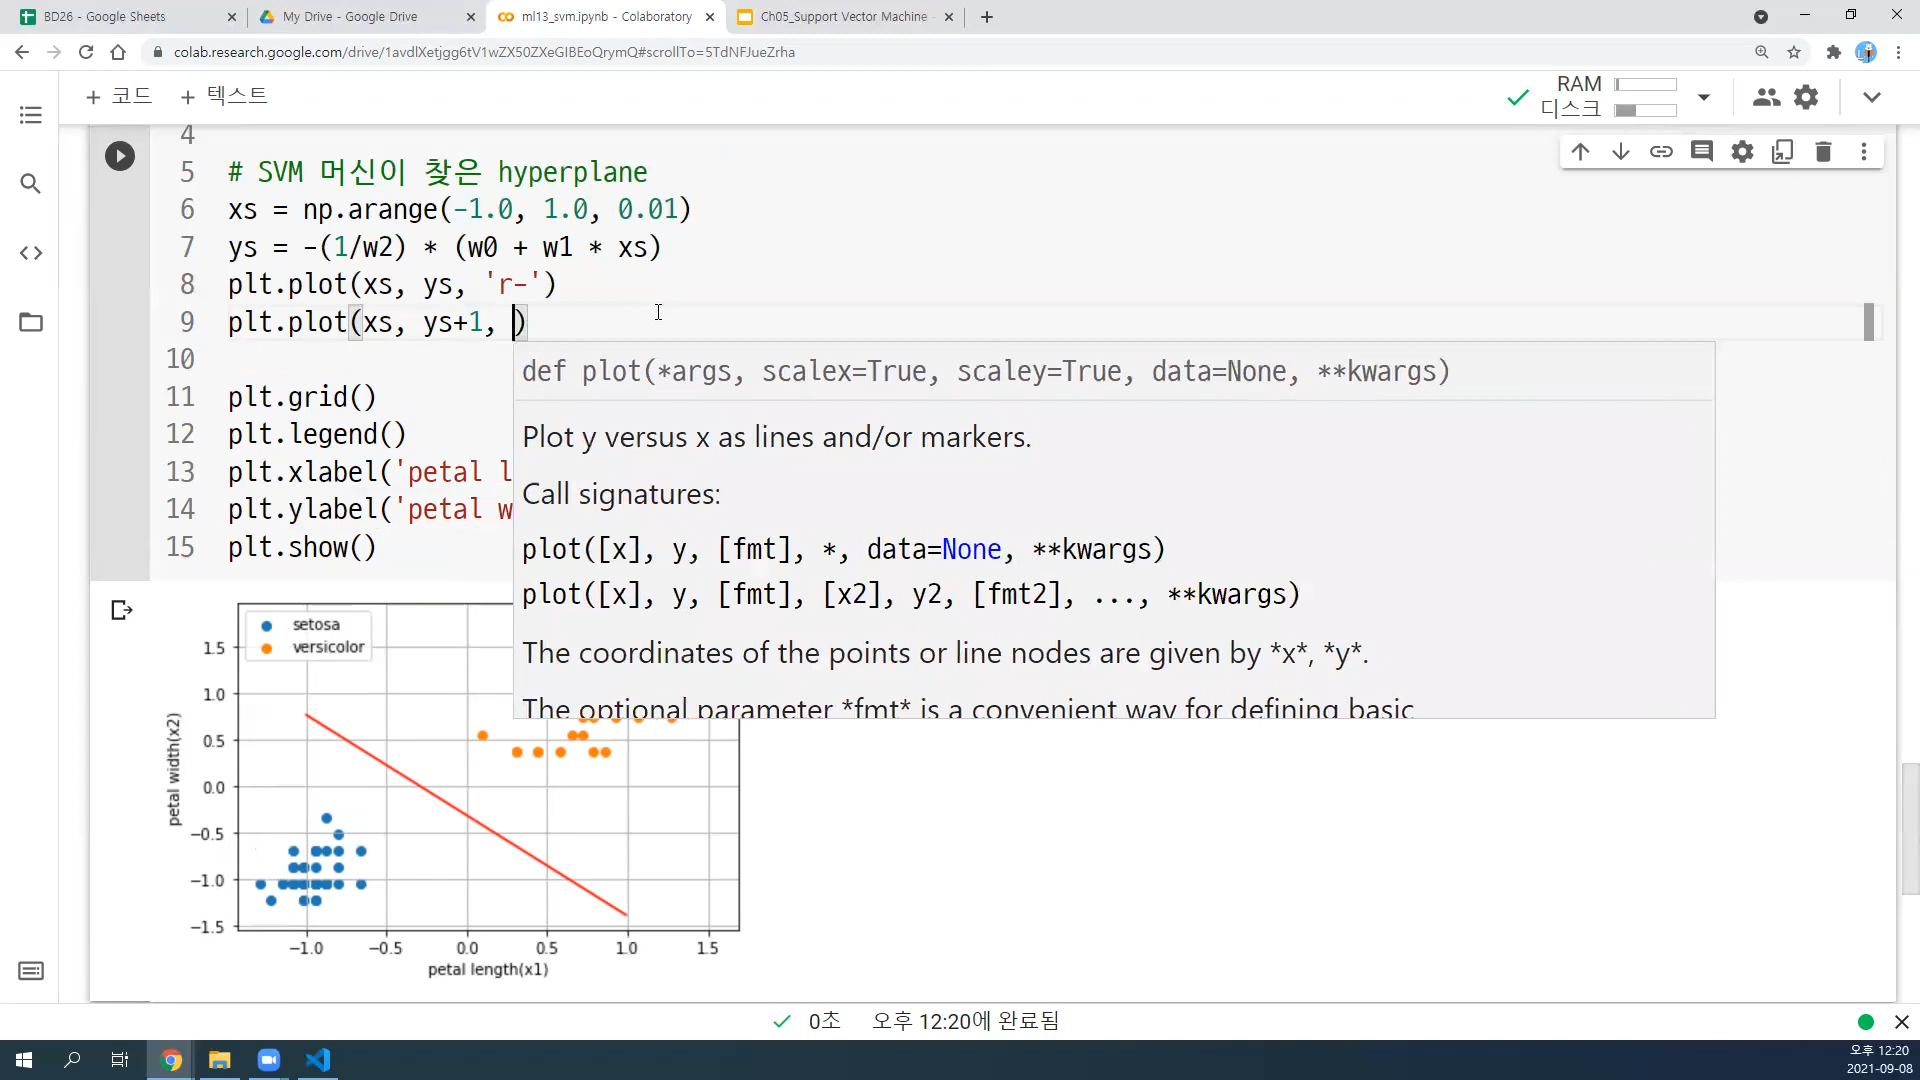 BD26 - Google Sheets
My Drive - Google Drive
ml13_svm.ipynb - Colaboratory
Ch05_Support Vector Machine
colab.research.google.com/drive/1avdlXetjgg6tV1wZX50ZXeGIBEoQrymQ#scrollTo=5TdNFJueZrha
+ 코드 + 텍스트
RAM
디스크
4
5 # SVM 머신이 찾은 hyperplane
6 xs = np.arange(-1.0, 1.0, 0.01)
7 ys = -(1/w2) * (w0 + w1 * xs)
8 plt.plot(xs, ys, 'r-')
9 plt.plot(xs, ys+1, )
10
11 plt.grid()
12 plt.legend()
13 plt.xlabel('petal l
14 plt.ylabel('petal w
15 plt.show()
def plot(*args, scalex=True, scaley=True, data=None, **kwargs)
Plot y versus x as lines and/or markers.
Call signatures:
plot([x], y, [fmt], *, data=None, **kwargs)
plot([x], y, [fmt], [x2], y2, [fmt2], ..., **kwargs)
The coordinates of the points or line nodes are given by *x*, *y*.
The optional parameter *fmt* is a convenient way for defining basic
setosa
versicolor
1.5
1.0
0.5
0.0
-0.5
-1.0
-1.5
petal width(x2)
-1.0 -0.5 0.0 0.5 1.0 1.5
petal length(x1)
0초 오후 12:20에 완료됨
오후 12:20
2021-09-08